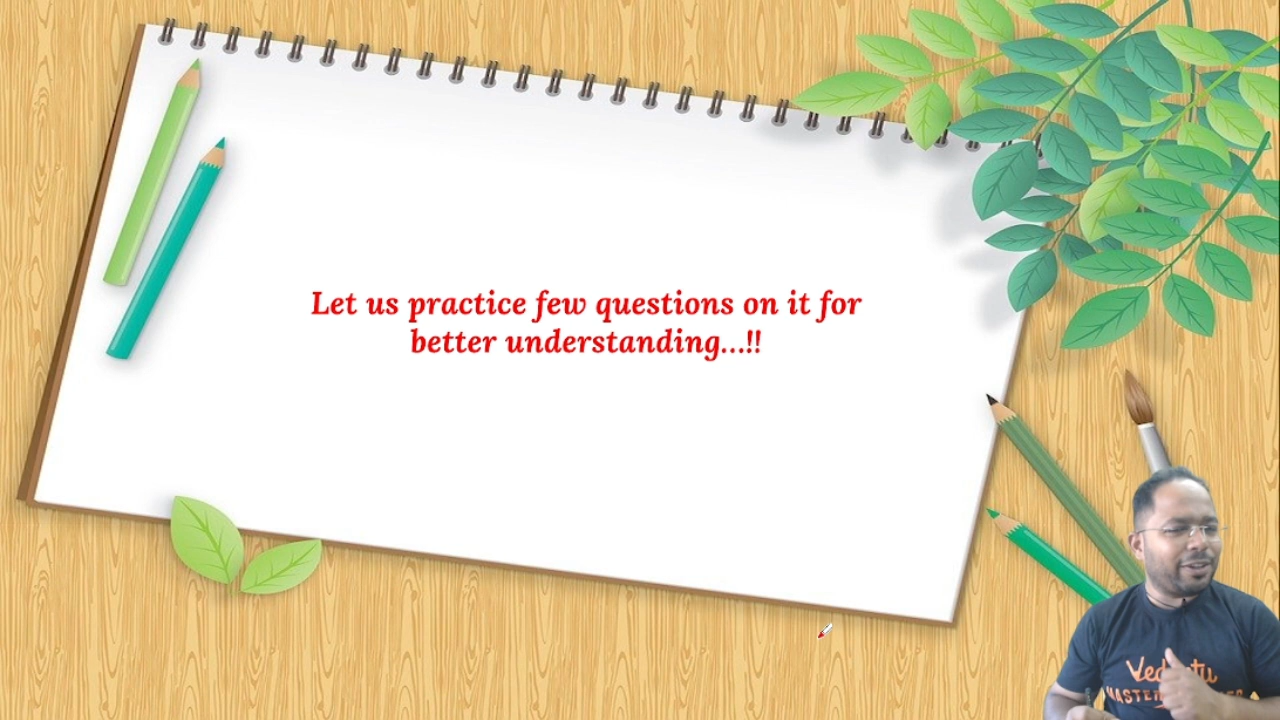 Let us practice few questions on it for
better understanding...!!